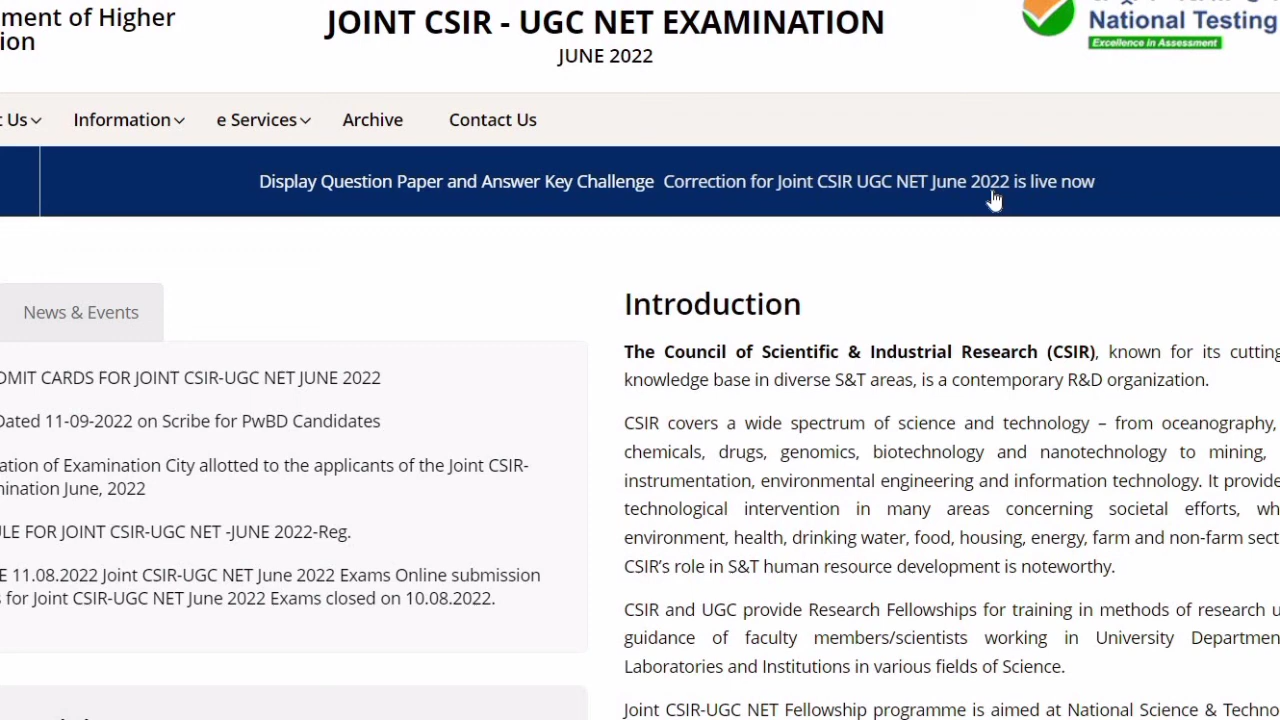 ment of Higher
ion
JOINT CSIR - UGC NET EXAMINATION
JUNE 2022
National Testing
Excellence in Assessment
t Us
Information
e Services
Archive
Contact Us
Display Question Paper and Answer Key Challenge Correction for Joint CSIR UGC NET June 2022 is live now
News & Events
DMIT CARDS FOR JOINT CSIR-UGC NET JUNE 2022
Dated 11-09-2022 on Scribe for PwBD Candidates
ation of Examination City allotted to the applicants of the Joint CSIR-
mination June, 2022
ULE FOR JOINT CSIR-UGC NET -JUNE 2022-Reg.
E 11.08.2022 Joint CSIR-UGC NET June 2022 Exams Online submission
s for Joint CSIR-UGC NET June 2022 Exams closed on 10.08.2022.
Introduction
The Council of Scientific & Industrial Research (CSIR), known for its cutting
knowledge base in diverse S&T areas, is a contemporary R&D organization.
CSIR covers a wide spectrum of science and technology – from oceanography,
chemicals, drugs, genomics, biotechnology and nanotechnology to mining,
instrumentation, environmental engineering and information technology. It provide
technological intervention in many areas concerning societal efforts, wh
environment, health, drinking water, food, housing, energy, farm and non-farm sect
CSIR's role in S&T human resource development is noteworthy.
CSIR and UGC provide Research Fellowships for training in methods of research u
guidance of faculty members/scientists working in University Departmen
Laboratories and Institutions in various fields of Science.
Joint CSIR-UGC NET Fellowship programme is aimed at National Science & Techno